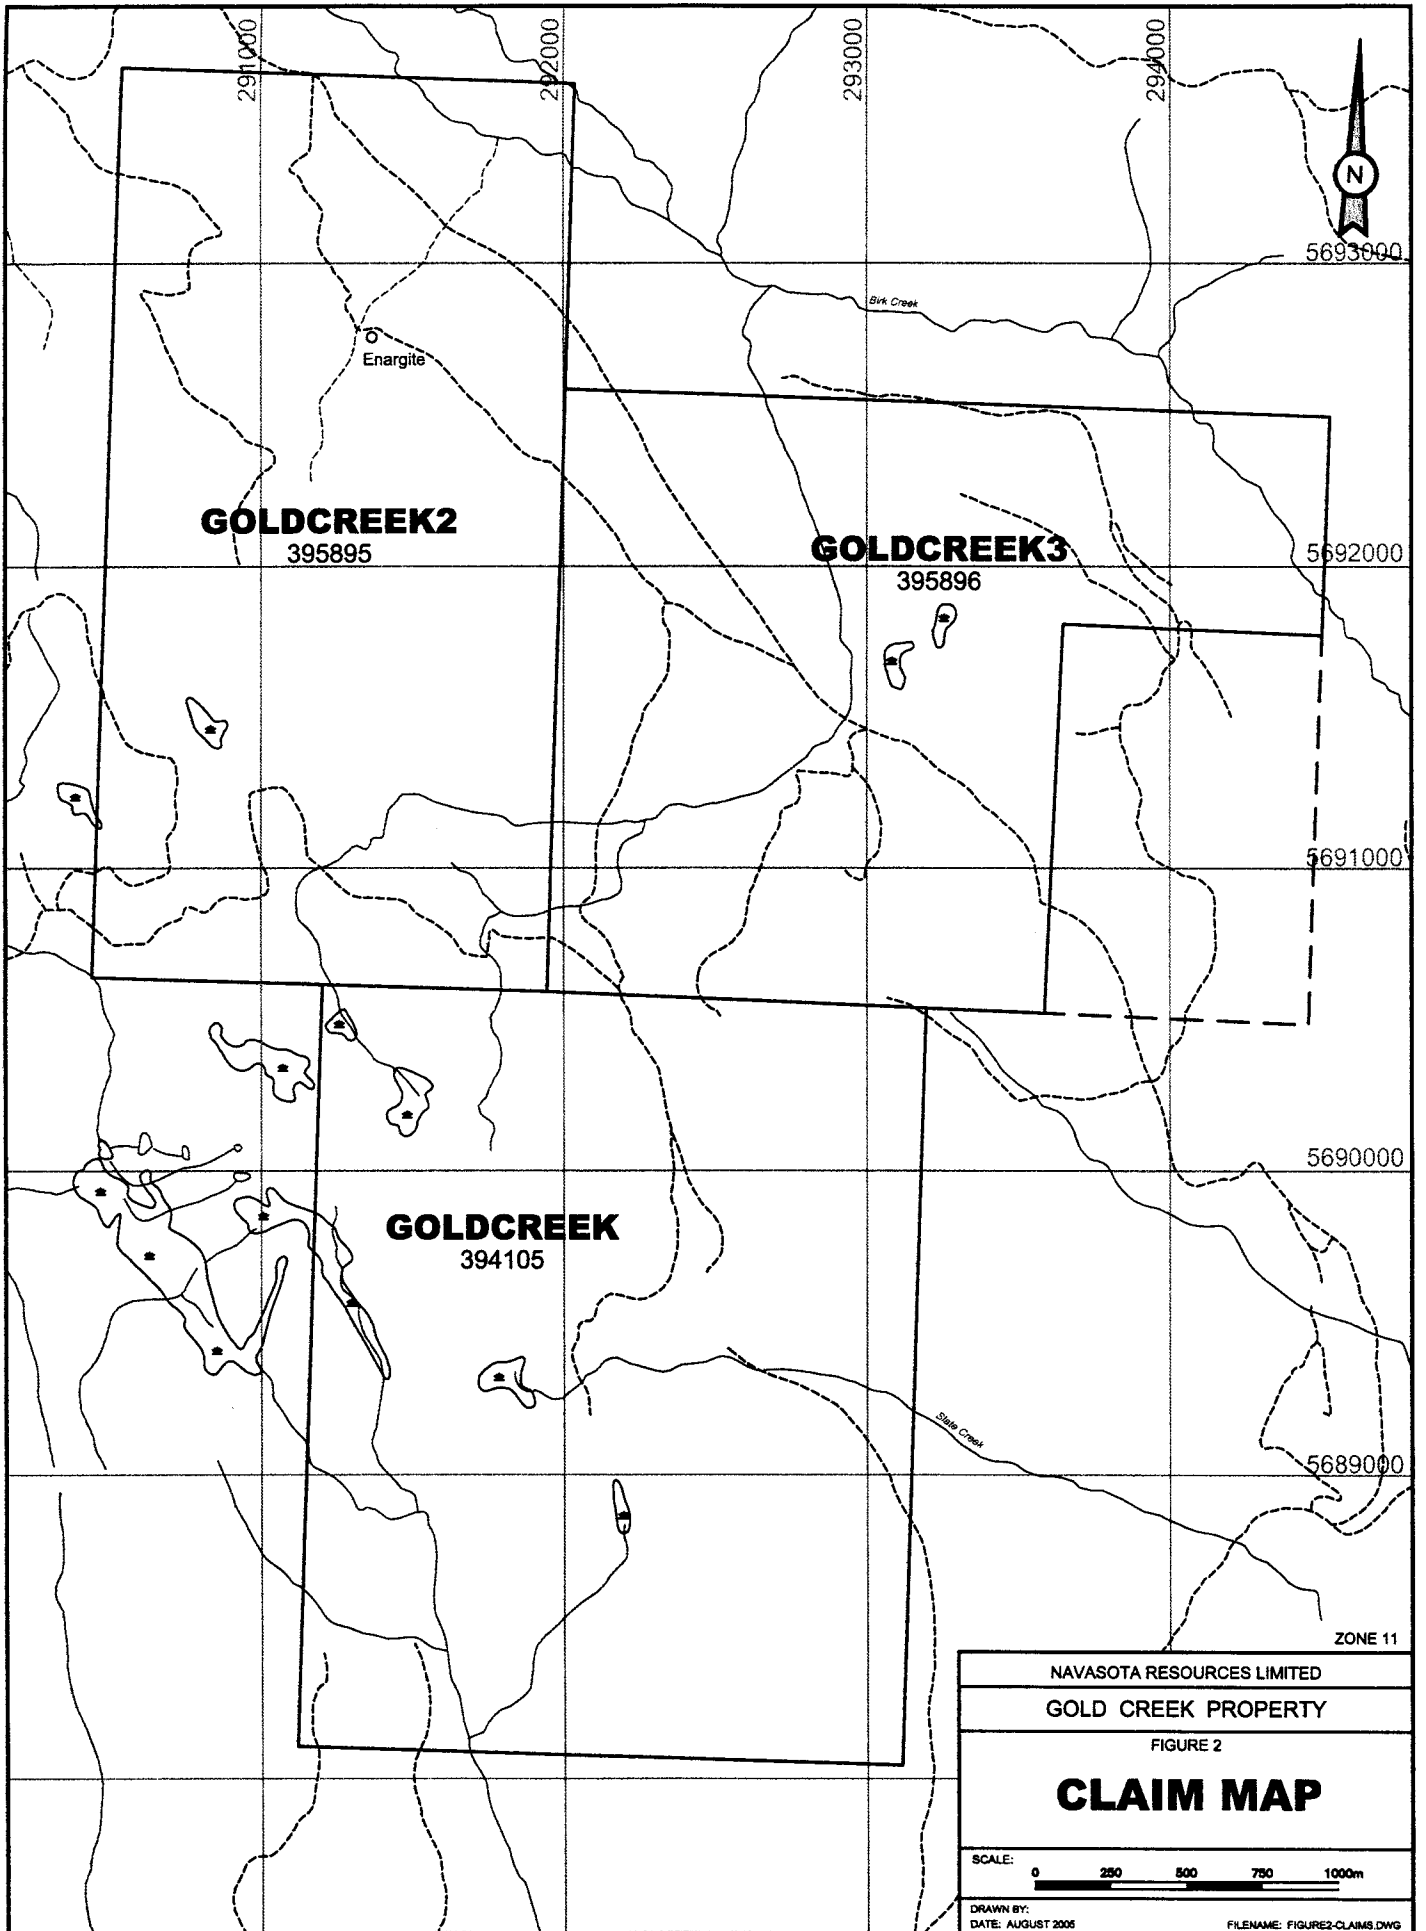 291000
292000
293000
294000
N
5693000
Birk Creek
Enargite
GOLDCREEK2
395895
GOLDCREEK3
395896
5692000
5691000
5690000
GOLDCREEK
394105
Slate Creek
5689000
ZONE 11
NAVASOTA RESOURCES LIMITED
GOLD CREEK PROPERTY
FIGURE 2
CLAIM MAP
SCALE:
0 250 500 750 1000m
DRAWN BY:
DATE: AUGUST 2005
FILENAME: FIGURE2-CLAIMS.DWG